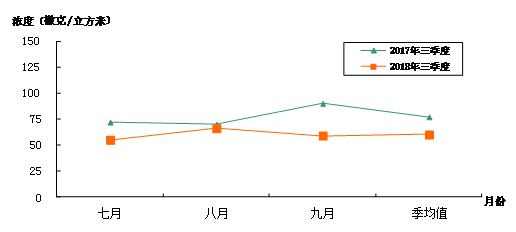 浓度（微克/立方米）
150
125
100
75
50
25
0
2017年三季度
2018年三季度
七月
八月
九月
季均值
月份